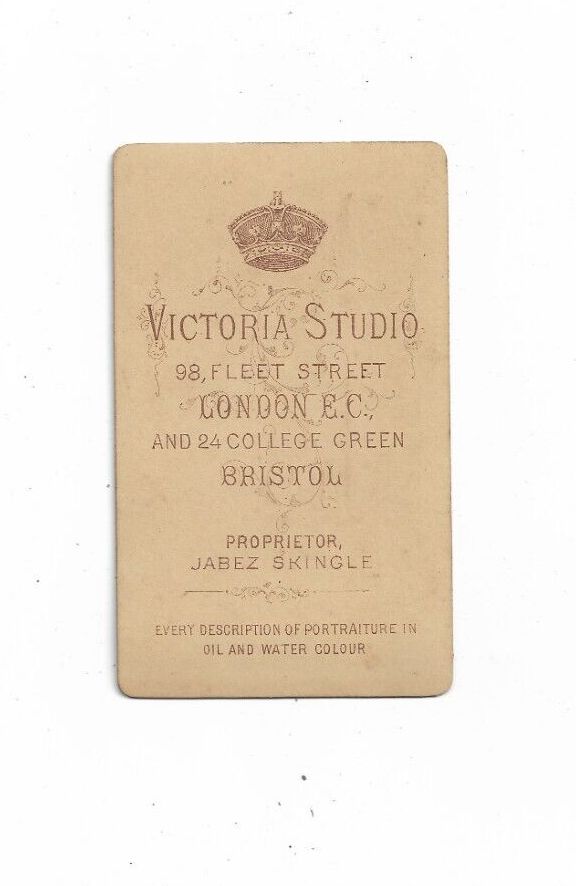 VICTORIA STUDIO
98, FLEET STREET
LONDON E.C.,
AND 24 COLLEGE GREEN
BRISTOL
PROPRIETOR,
JABEZ SKINGLE
EVERY DESCRIPTION OF PORTRAITURE IN
OIL AND WATER COLOUR